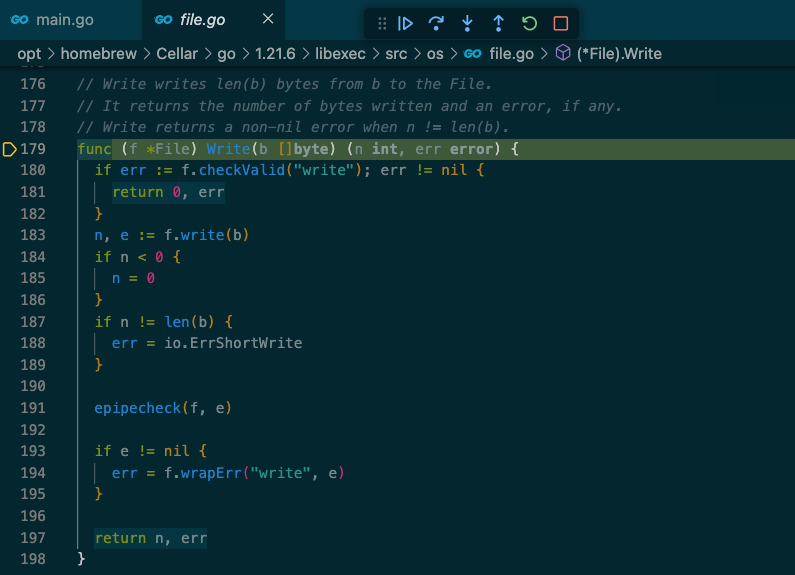 GO main.go GO file.go
opt > homebrew > Cellar > go > 1.21.6 > libexec > src > os > GO file.go > (*File).Write
176 // Write writes len(b) bytes from b to the File.
177 // It returns the number of bytes written and an error, if any.
178 // Write returns a non-nil error when n != len(b).
179 func (f *File) Write(b []byte) (n int, err error) {
180 if err := f.checkValid("write"); err != nil {
181 return 0, err
182 }
183 n, e := f.write(b)
184 if n < 0 {
185 n = 0
186 }
187 if n != len(b) {
188 err = io.ErrShortWrite
189 }
190
191 epipecheck(f, e)
192
193 if e != nil {
194 err = f.wrapErr("write", e)
195 }
196
197 return n, err
198 }